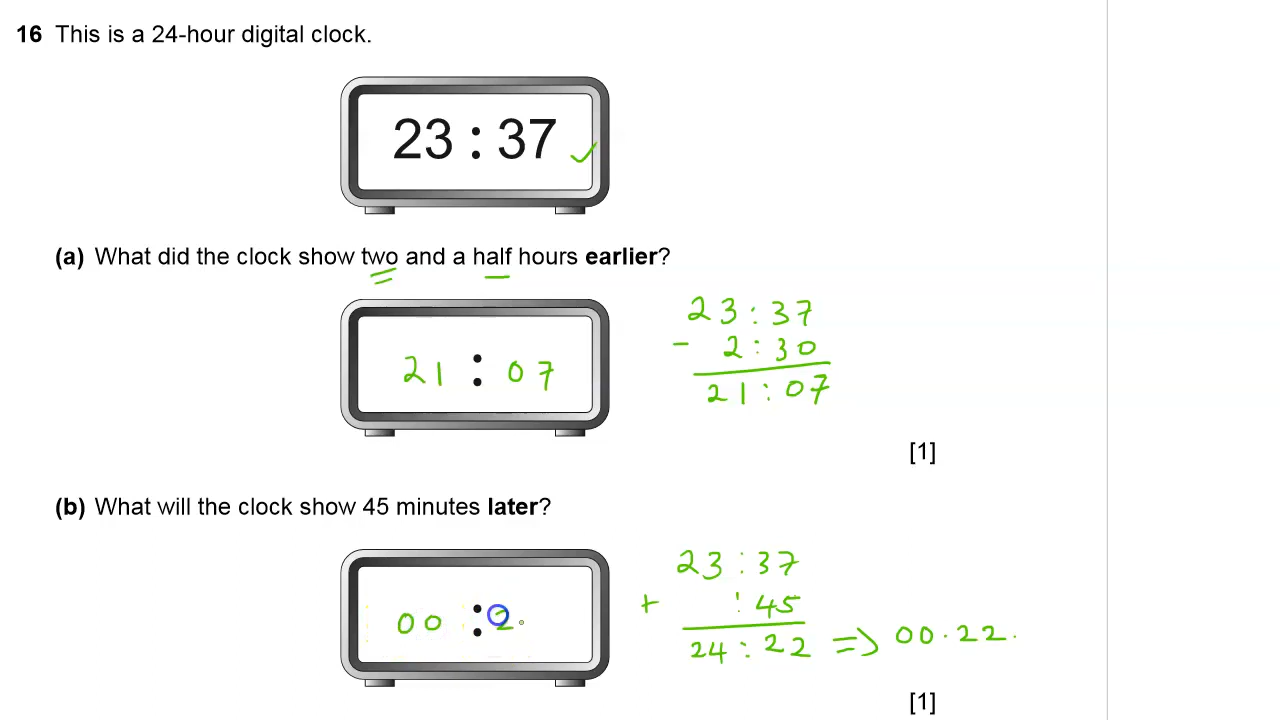 16 This is a 24-hour digital clock.
23 : 37 ✓
(a) What did the clock show two and a half hours earlier?
21 : 07
23 : 37
- 2 : 30
21 : 07
[1]
(b) What will the clock show 45 minutes later?
00 : 2
23 : 37
+ : 45
24 : 22 => 00.22.
[1]